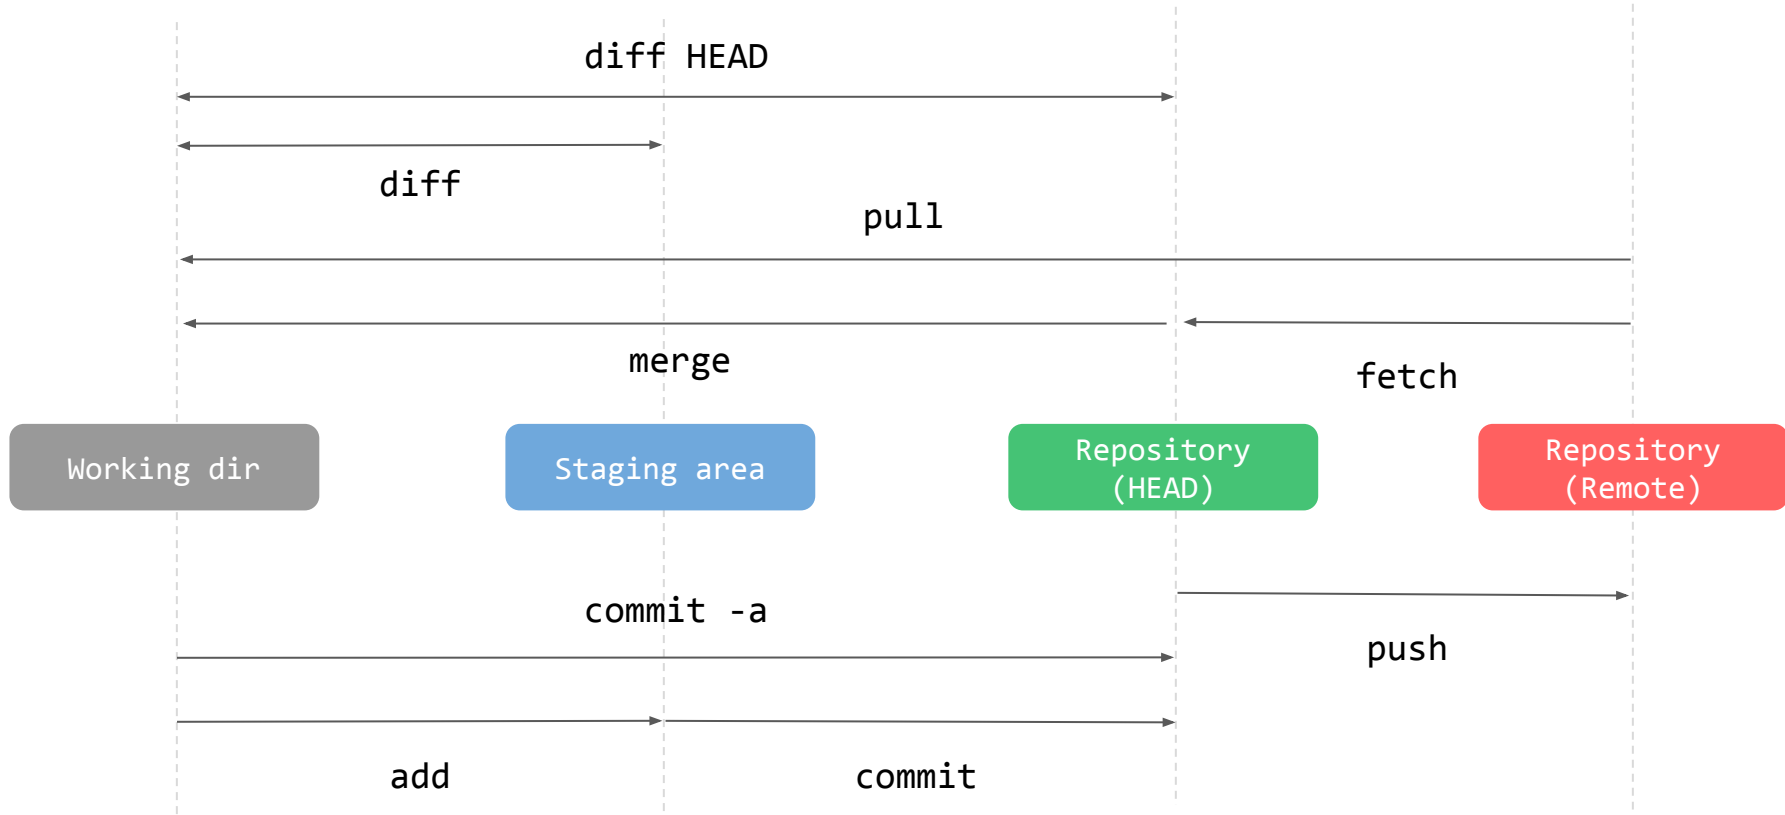 diff HEAD
diff
pull
merge
fetch
Working dir
Staging area
Repository
(HEAD)
Repository
(Remote)
commit -a
push
add
commit